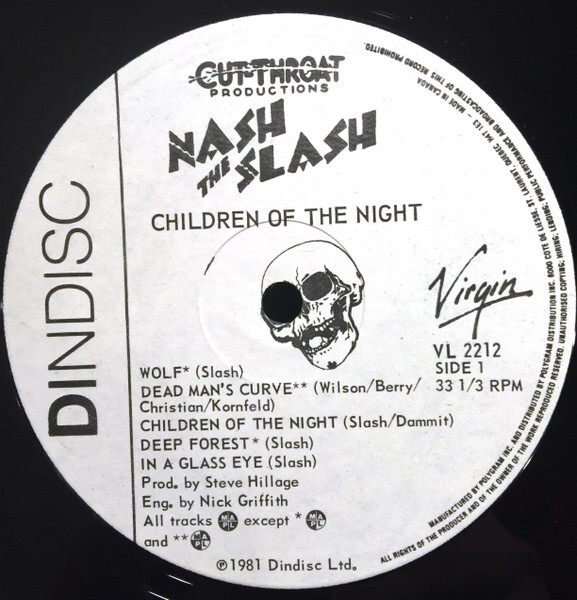 CUT-THROAT
PRODUCTIONS
NASH
THE SLASH
CHILDREN OF THE NIGHT
DINDISC
Virgin
VL 2212
SIDE 1
33 1/3 RPM
WOLF* (Slash)
DEAD MAN'S CURVE** (Wilson/Berry/
Christian/Kornfeld)
CHILDREN OF THE NIGHT (Slash/Dammit)
DEEP FOREST* (Slash)
IN A GLASS EYE (Slash)
Prod. by Steve Hillage
Eng. by Nick Griffith
All tracks MAPL except * MAPL
and ** MAPL
℗1981 Dindisc Ltd.
MANUFACTURED BY POLYGRAM INC. AND DISTRIBUTED BY POLYGRAM DISTRIBUTION INC. 6000 COTE DE LIESSE, ST. LAURENT, QUEBEC H4T 1E3 – MADE IN CANADA
ALL RIGHTS OF THE PRODUCER AND OF THE OWNER OF THE WORK REPRODUCED RESERVED. UNAUTHORISED COPYING; HIRING; LENDING; PUBLIC PERFORMANCE AND BROADCASTING OF THIS RECORD PROHIBITED.